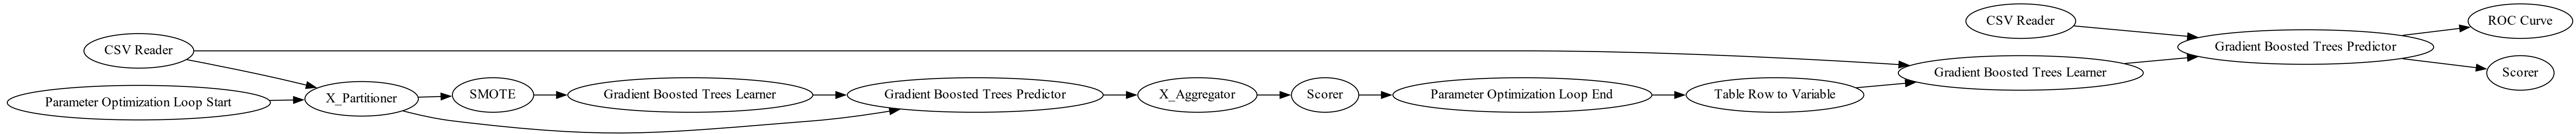 CSV Reader
Parameter Optimization Loop Start
X_Partitioner
SMOTE
Gradient Boosted Trees Learner
Gradient Boosted Trees Predictor
X_Aggregator
Scorer
Parameter Optimization Loop End
Table Row to Variable
Gradient Boosted Trees Learner
CSV Reader
Gradient Boosted Trees Predictor
ROC Curve
Scorer